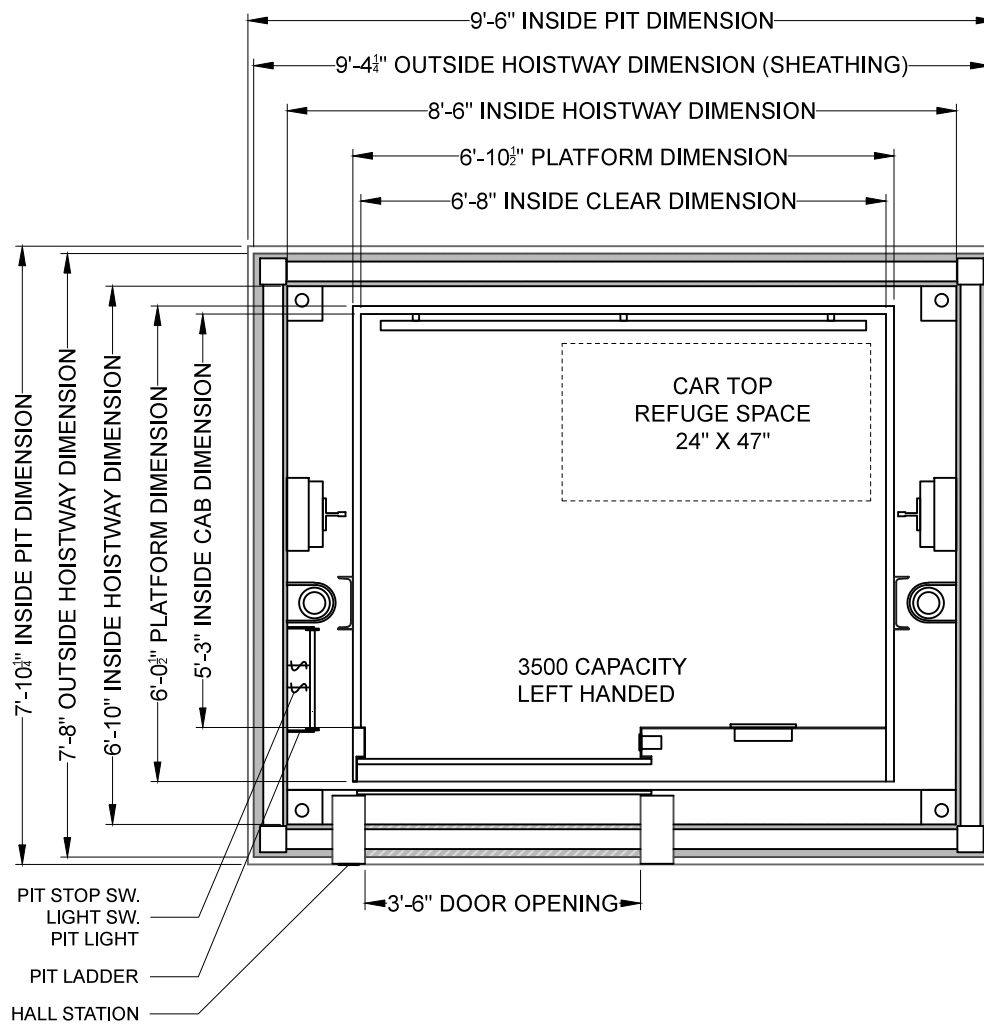 9'-6" INSIDE PIT DIMENSION
9'-4¼" OUTSIDE HOISTWAY DIMENSION (SHEATHING)
8'-6" INSIDE HOISTWAY DIMENSION
6'-10½" PLATFORM DIMENSION
6'-8" INSIDE CLEAR DIMENSION
7'-10¼" INSIDE PIT DIMENSION
7'-8" OUTSIDE HOISTWAY DIMENSION
6'-10" INSIDE HOISTWAY DIMENSION
6'-0½" PLATFORM DIMENSION
5'-3" INSIDE CAB DIMENSION
CAR TOP
REFUGE SPACE
24" X 47"
3500 CAPACITY
LEFT HANDED
3'-6" DOOR OPENING
PIT STOP SW.
LIGHT SW.
PIT LIGHT
PIT LADDER
HALL STATION